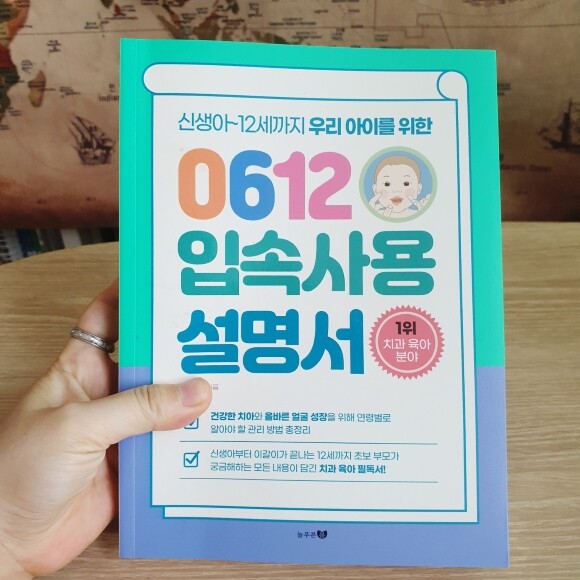 신생아~12세까지 우리 아이를 위한
0612
입속사용
설명서
1위
치과 육아
분야
건강한 치아와 올바른 얼굴 성장을 위해 연령별로
알아야 할 관리 방법 총정리
신생아부터 이갈이가 끝나는 12세까지 초보 부모가
궁금해하는 모든 내용이 담긴 치과 육아 필독서!
늘푸른봄